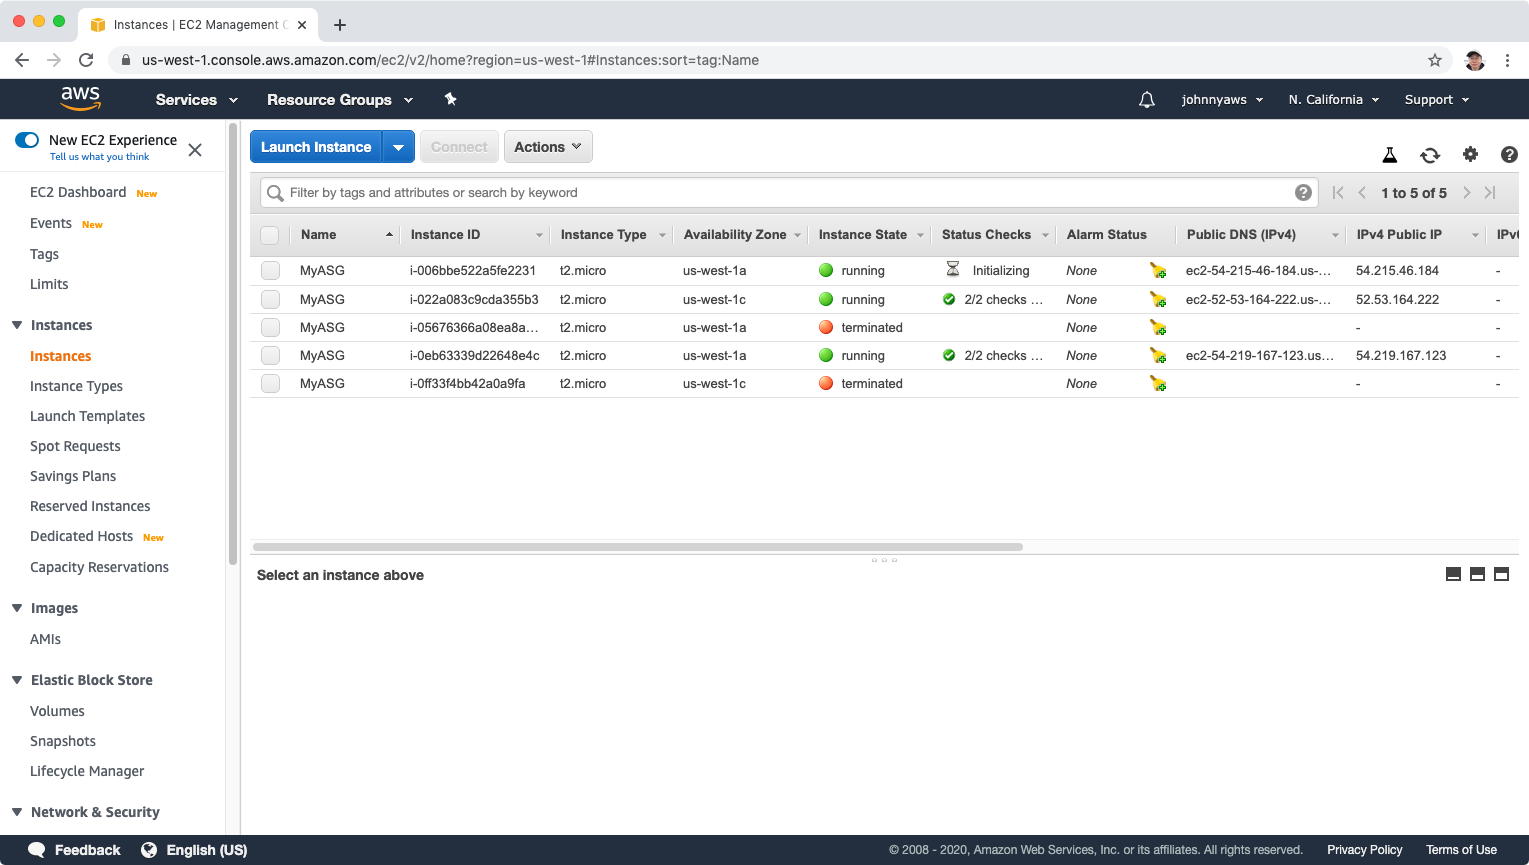 Instances | EC2 Management C
us-west-1.console.aws.amazon.com/ec2/v2/home?region=us-west-1#Instances:sort=tag:Name
aws Services Resource Groups johnnyaws N. California Support
New EC2 Experience
Tell us what you think
EC2 Dashboard New
Events New
Tags
Limits
Instances
Instances
Instance Types
Launch Templates
Spot Requests
Savings Plans
Reserved Instances
Dedicated Hosts New
Capacity Reservations
Images
AMIs
Elastic Block Store
Volumes
Snapshots
Lifecycle Manager
Network & Security
Launch Instance Connect Actions
Filter by tags and attributes or search by keyword 1 to 5 of 5
Name Instance ID Instance Type Availability Zone Instance State Status Checks Alarm Status Public DNS (IPv4) IPv4 Public IP IPv6
MyASG i-006bbe522a5fe2231 t2.micro us-west-1a running Initializing None ec2-54-215-46-184.us-... 54.215.46.184 -
MyASG i-022a083c9cda355b3 t2.micro us-west-1c running 2/2 checks ... None ec2-52-53-164-222.us-... 52.53.164.222 -
MyASG i-05676366a08ea8a... t2.micro us-west-1a terminated None - -
MyASG i-0eb63339d22648e4c t2.micro us-west-1a running 2/2 checks ... None ec2-54-219-167-123.us... 54.219.167.123 -
MyASG i-0ff33f4bb42a0a9fa t2.micro us-west-1c terminated None - -
Select an instance above
Feedback English (US) © 2008 - 2020, Amazon Web Services, Inc. or its affiliates. All rights reserved. Privacy Policy Terms of Use